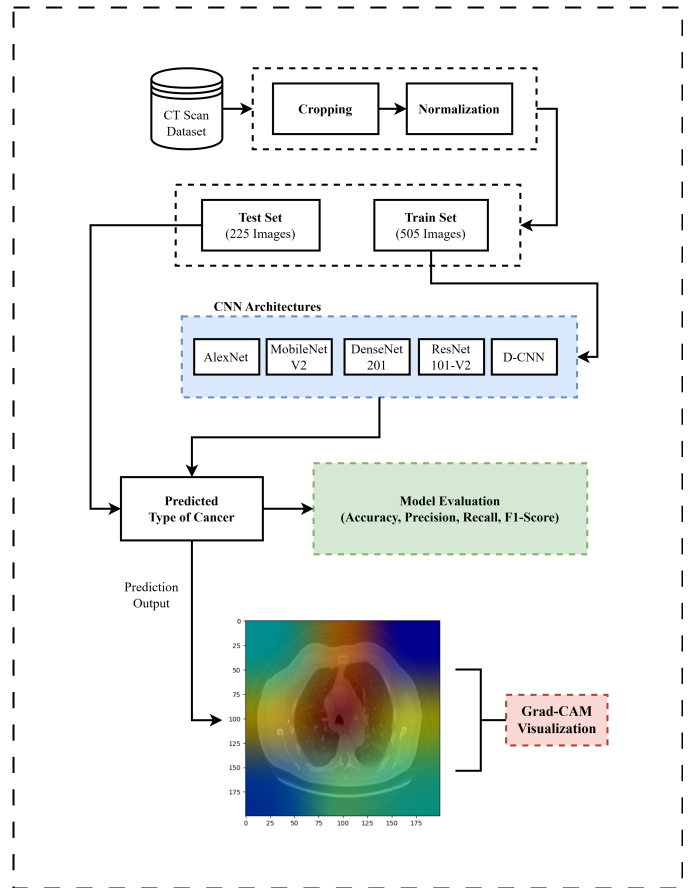 CT Scan
Dataset
Cropping
Normalization
Test Set
(225 Images)
Train Set
(505 Images)
CNN Architectures
AlexNet
MobileNet
V2
DenseNet
201
ResNet
101-V2
D-CNN
Predicted
Type of Cancer
Model Evaluation
(Accuracy, Precision, Recall, F1-Score)
Prediction
Output
0
25
50
75
100
125
150
175
0
25
50
75
100
125
150
175
Grad-CAM
Visualization